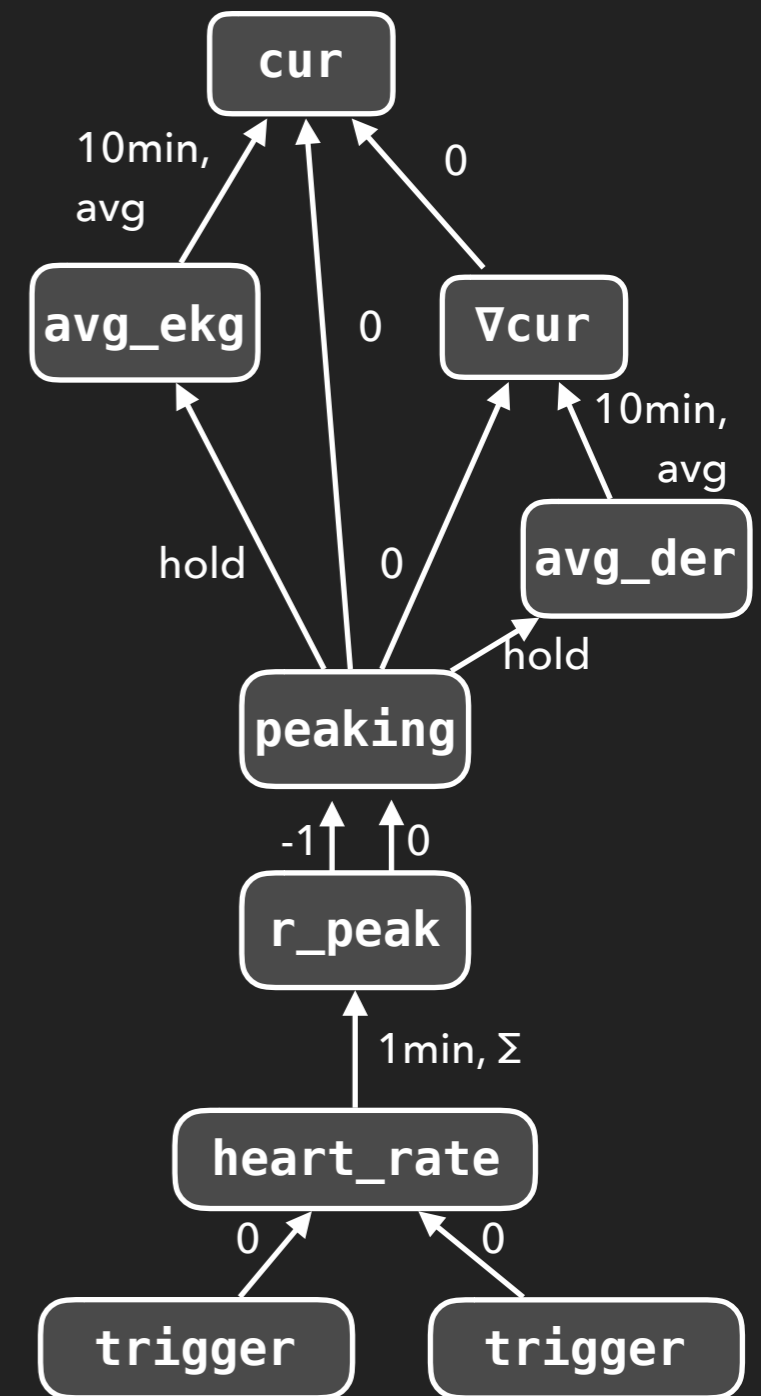 cur
10min,
avg
0
avg_ekg
0
∇cur
10min,
avg
hold
0
avg_der
hold
peaking
-1
0
r_peak
1min, Σ
heart_rate
0
0
trigger
trigger